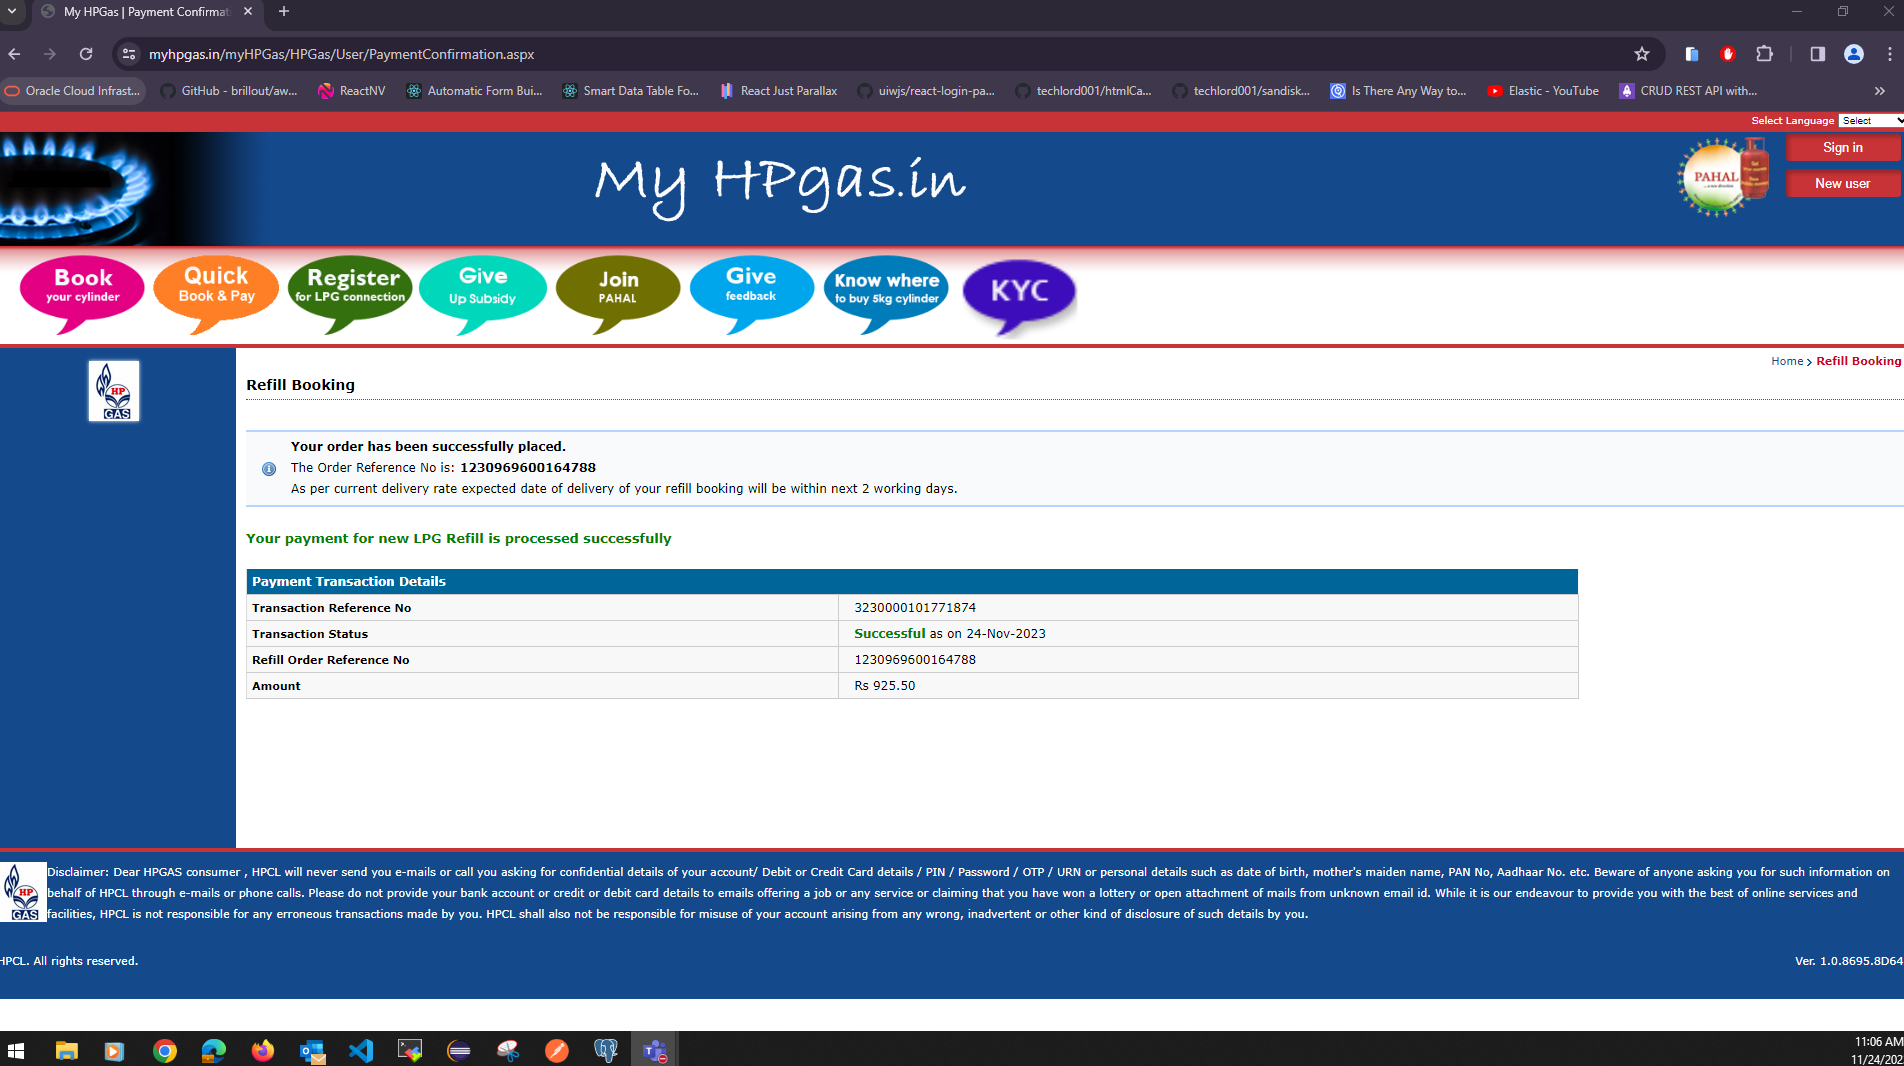 My HPGas | Payment Confirmat
myhpgas.in/myHPGas/HPGas/User/PaymentConfirmation.aspx
Oracle Cloud Infrast... GitHub - brillout/aw... ReactNV Automatic Form Bui... Smart Data Table Fo... React Just Parallax uiwjs/react-login-pa... techlord001/htmlCa... techlord001/sandisk... Is There Any Way to... Elastic - YouTube CRUD REST API with...
Select Language Select
My HPgas.in
PAHAL
Sign in
New user
Book your cylinder
Quick Book & Pay
Register for LPG connection
Give Up Subsidy
Join PAHAL
Give feedback
Know where to buy 5kg cylinder
KYC
HP GAS
Home > Refill Booking
Refill Booking
Your order has been successfully placed.
The Order Reference No is: 1230969600164788
As per current delivery rate expected date of delivery of your refill booking will be within next 2 working days.
Your payment for new LPG Refill is processed successfully
Payment Transaction Details
Transaction Reference No 3230000101771874
Transaction Status Successful as on 24-Nov-2023
Refill Order Reference No 1230969600164788
Amount Rs 925.50
HP GAS
Disclaimer: Dear HPGAS consumer , HPCL will never send you e-mails or call you asking for confidential details of your account/ Debit or Credit Card details / PIN / Password / OTP / URN or personal details such as date of birth, mother's maiden name, PAN No, Aadhaar No. etc. Beware of anyone asking you for such information on
behalf of HPCL through e-mails or phone calls. Please do not provide your bank account or credit or debit card details to emails offering a job or any service or claiming that you have won a lottery or open attachment of mails from unknown email id. While it is our endeavour to provide you with the best of online services and
facilities, HPCL is not responsible for any erroneous transactions made by you. HPCL shall also not be responsible for misuse of your account arising from any wrong, inadvertent or other kind of disclosure of such details by you.
HPCL. All rights reserved.
Ver. 1.0.8695.8D64
11:06 AM
11/24/202